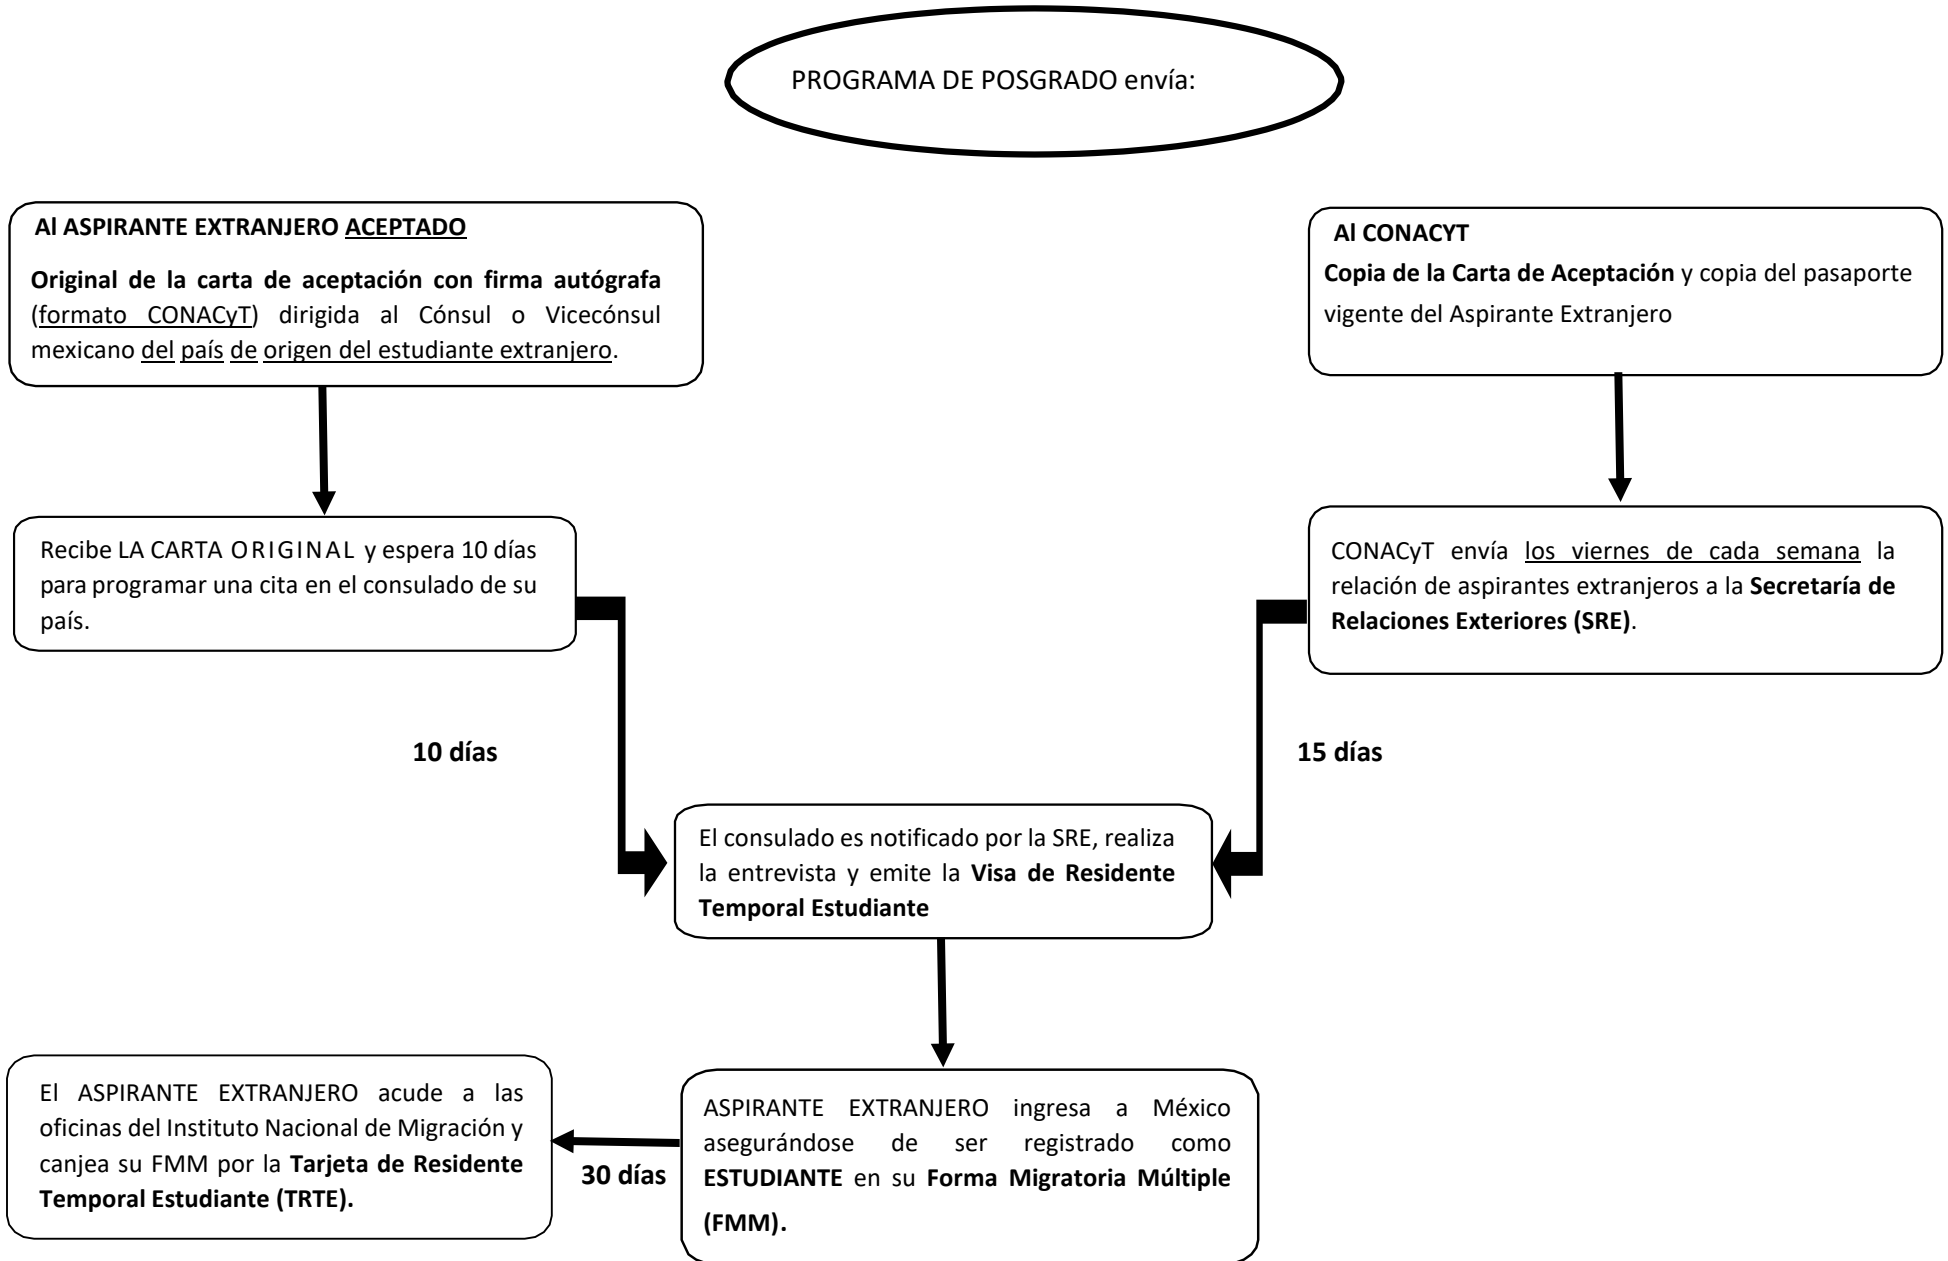 PROGRAMA DE POSGRADO envía:
Al ASPIRANTE EXTRANJERO ACEPTADO
Original de la carta de aceptación con firma autógrafa
(formato CONACyT) dirigida al Cónsul o Vicecónsul
mexicano del país de origen del estudiante extranjero.
Al CONACYT
Copia de la Carta de Aceptación y copia del pasaporte
vigente del Aspirante Extranjero
Recibe LA CARTA ORIGINAL y espera 10 días
para programar una cita en el consulado de su
país.
CONACyT envía los viernes de cada semana la
relación de aspirantes extranjeros a la Secretaría de
Relaciones Exteriores (SRE).
10 días
15 días
El consulado es notificado por la SRE, realiza
la entrevista y emite la Visa de Residente
Temporal Estudiante
ASPIRANTE EXTRANJERO ingresa a México
asegurándose de ser registrado como
ESTUDIANTE en su Forma Migratoria Múltiple
(FMM).
30 días
El ASPIRANTE EXTRANJERO acude a las
oficinas del Instituto Nacional de Migración y
canjea su FMM por la Tarjeta de Residente
Temporal Estudiante (TRTE).